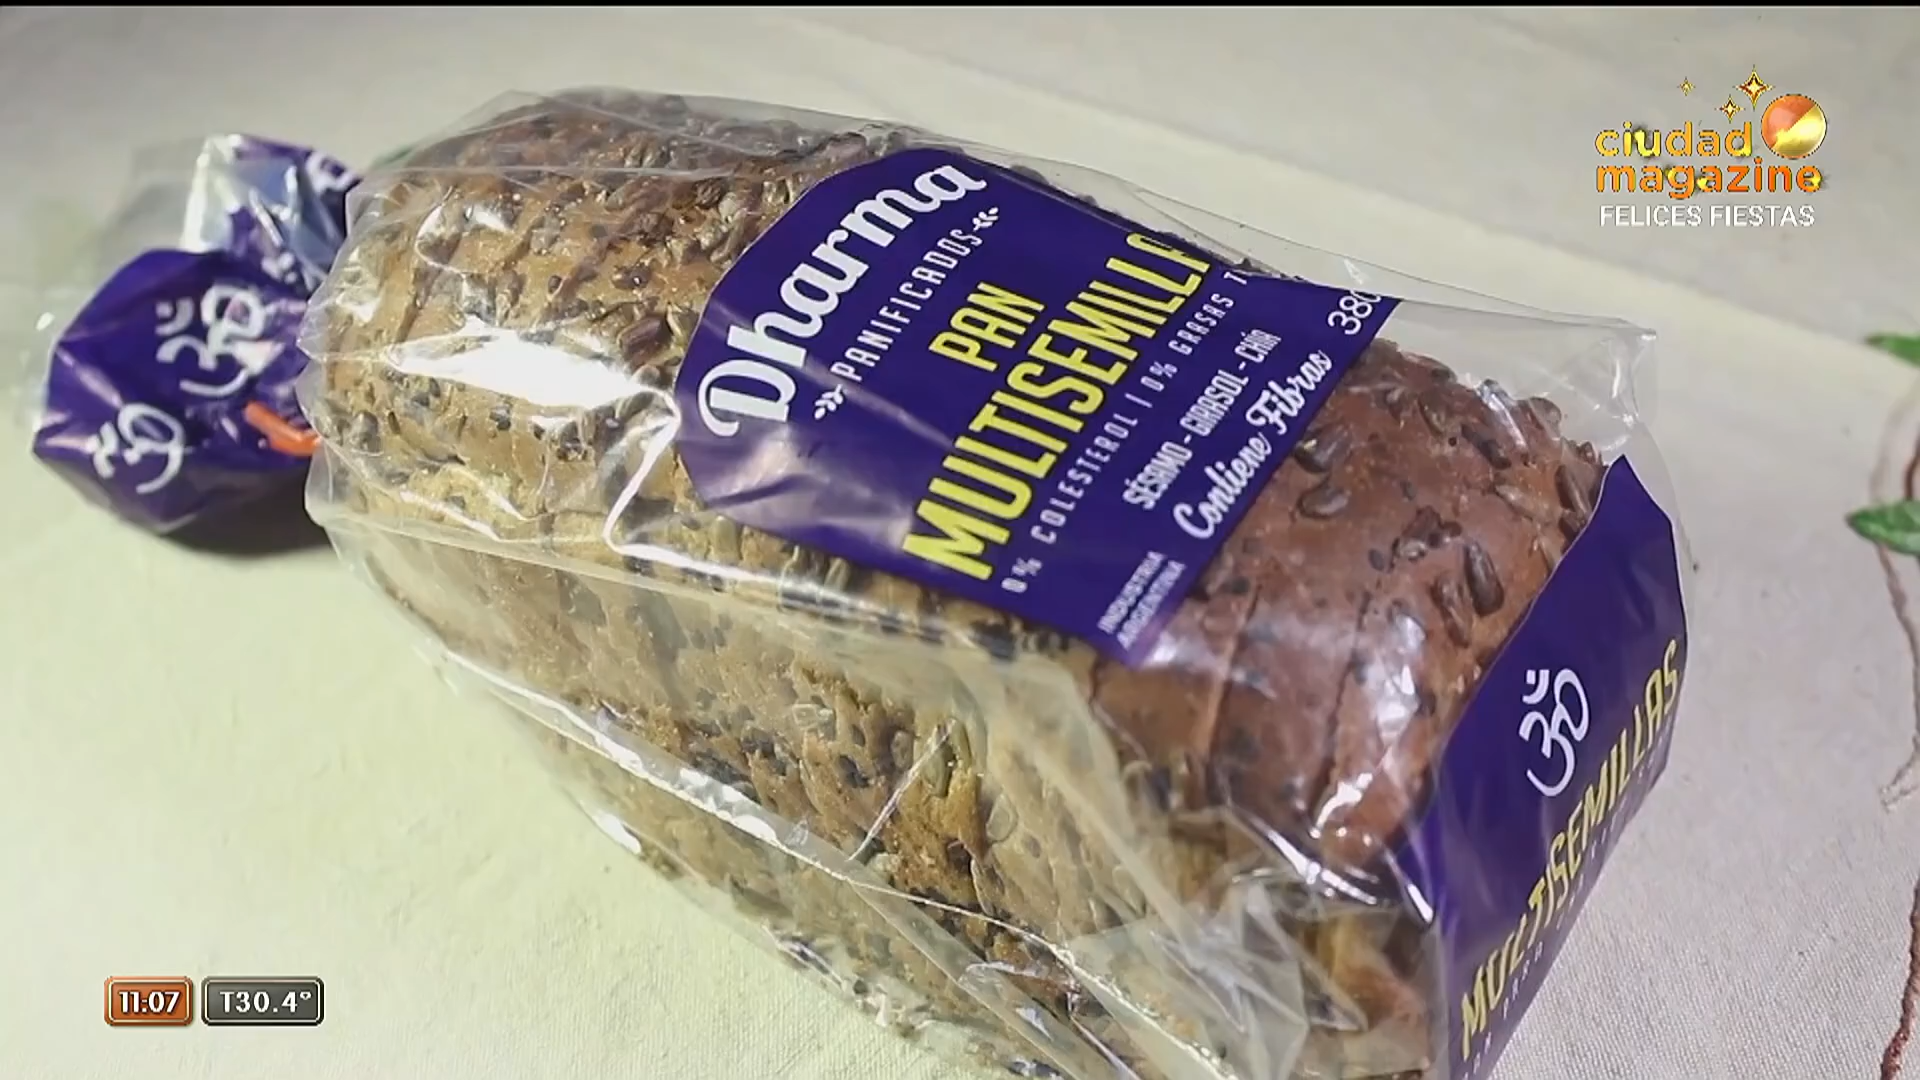 ciudad
magazine
FELICES FIESTAS
Dharma
PANIFICADOS
PAN
MULTISEMILLA
0% COLESTEROL | 0% GRASAS
SÉSAMO - GIRASOL - CHÍA
Contiene Fibras
380
INDUSTRIA
ARGENTINA
ॐ
ॐ
ॐ
MULTISEMILLAS
11:07
T30.4°